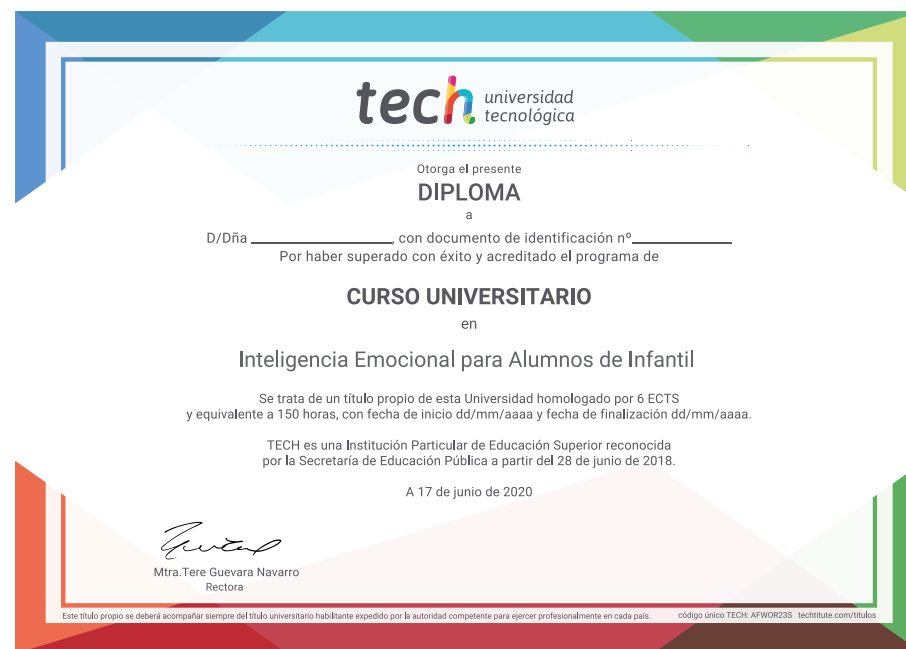 tech universidad
tecnológica
Otorga el presente
DIPLOMA
a
D/Dña ____________________, con documento de identificación nº______________
Por haber superado con éxito y acreditado el programa de
CURSO UNIVERSITARIO
en
Inteligencia Emocional para Alumnos de Infantil
Se trata de un título propio de esta Universidad homologado por 6 ECTS
y equivalente a 150 horas, con fecha de inicio dd/mm/aaaa y fecha de finalización dd/mm/aaaa.
TECH es una Institución Particular de Educación Superior reconocida
por la Secretaría de Educación Pública a partir del 28 de junio de 2018.
A 17 de junio de 2020
Mtra.Tere Guevara Navarro
Rectora
Este título propio se deberá acompañar siempre del título universitario habilitante expedido por la autoridad competente para ejercer profesionalmente en cada país. código único TECH: AFWOR23S techtitute.com/titulos